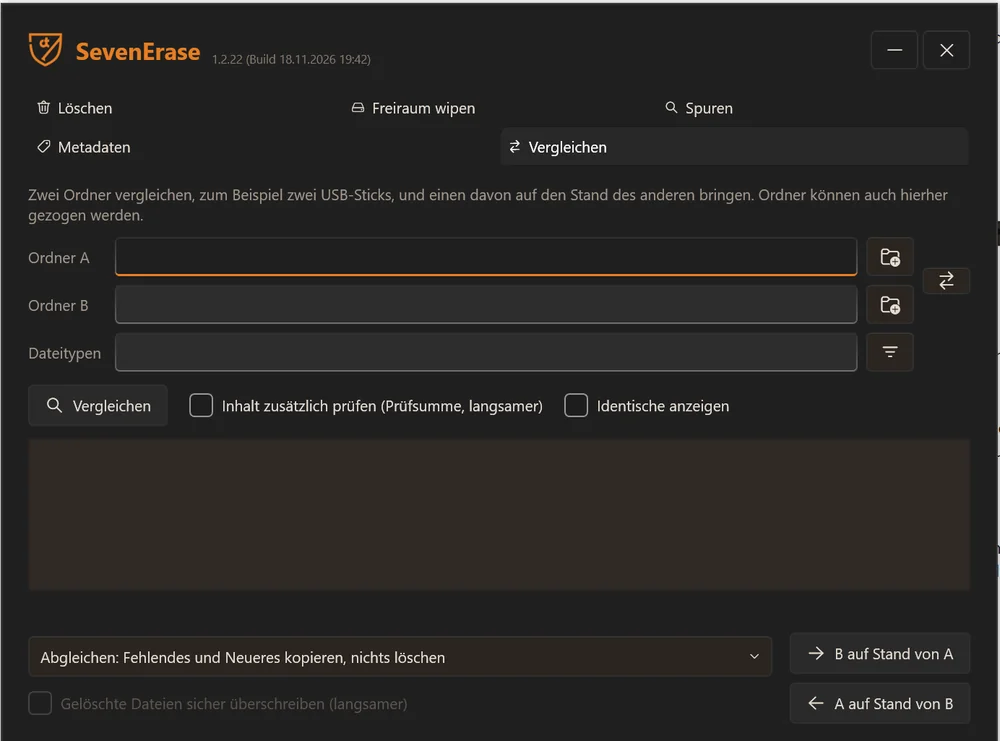 SevenErase 1.2.22 (Build 18.11.2026 19:42)
Löschen
Freiraum wipen
Spuren
Metadaten
Vergleichen
Zwei Ordner vergleichen, zum Beispiel zwei USB-Sticks, und einen davon auf den Stand des anderen bringen. Ordner können auch hierher
gezogen werden.
Ordner A
Ordner B
Dateitypen
Vergleichen
Inhalt zusätzlich prüfen (Prüfsumme, langsamer)
Identische anzeigen
Abgleichen: Fehlendes und Neueres kopieren, nichts löschen
B auf Stand von A
Gelöschte Dateien sicher überschreiben (langsamer)
A auf Stand von B